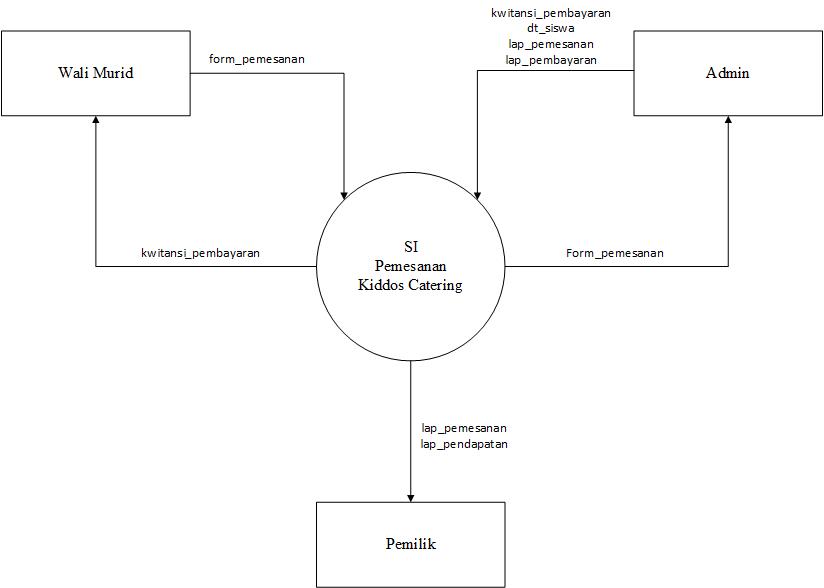 kwitansi_pembayaran
dt_siswa
lap_pemesanan
lap_pembayaran
Wali Murid
form_pemesanan
Admin
kwitansi_pembayaran
SI
Pemesanan
Kiddos Catering
Form_pemesanan
lap_pemesanan
lap_pendapatan
Pemilik